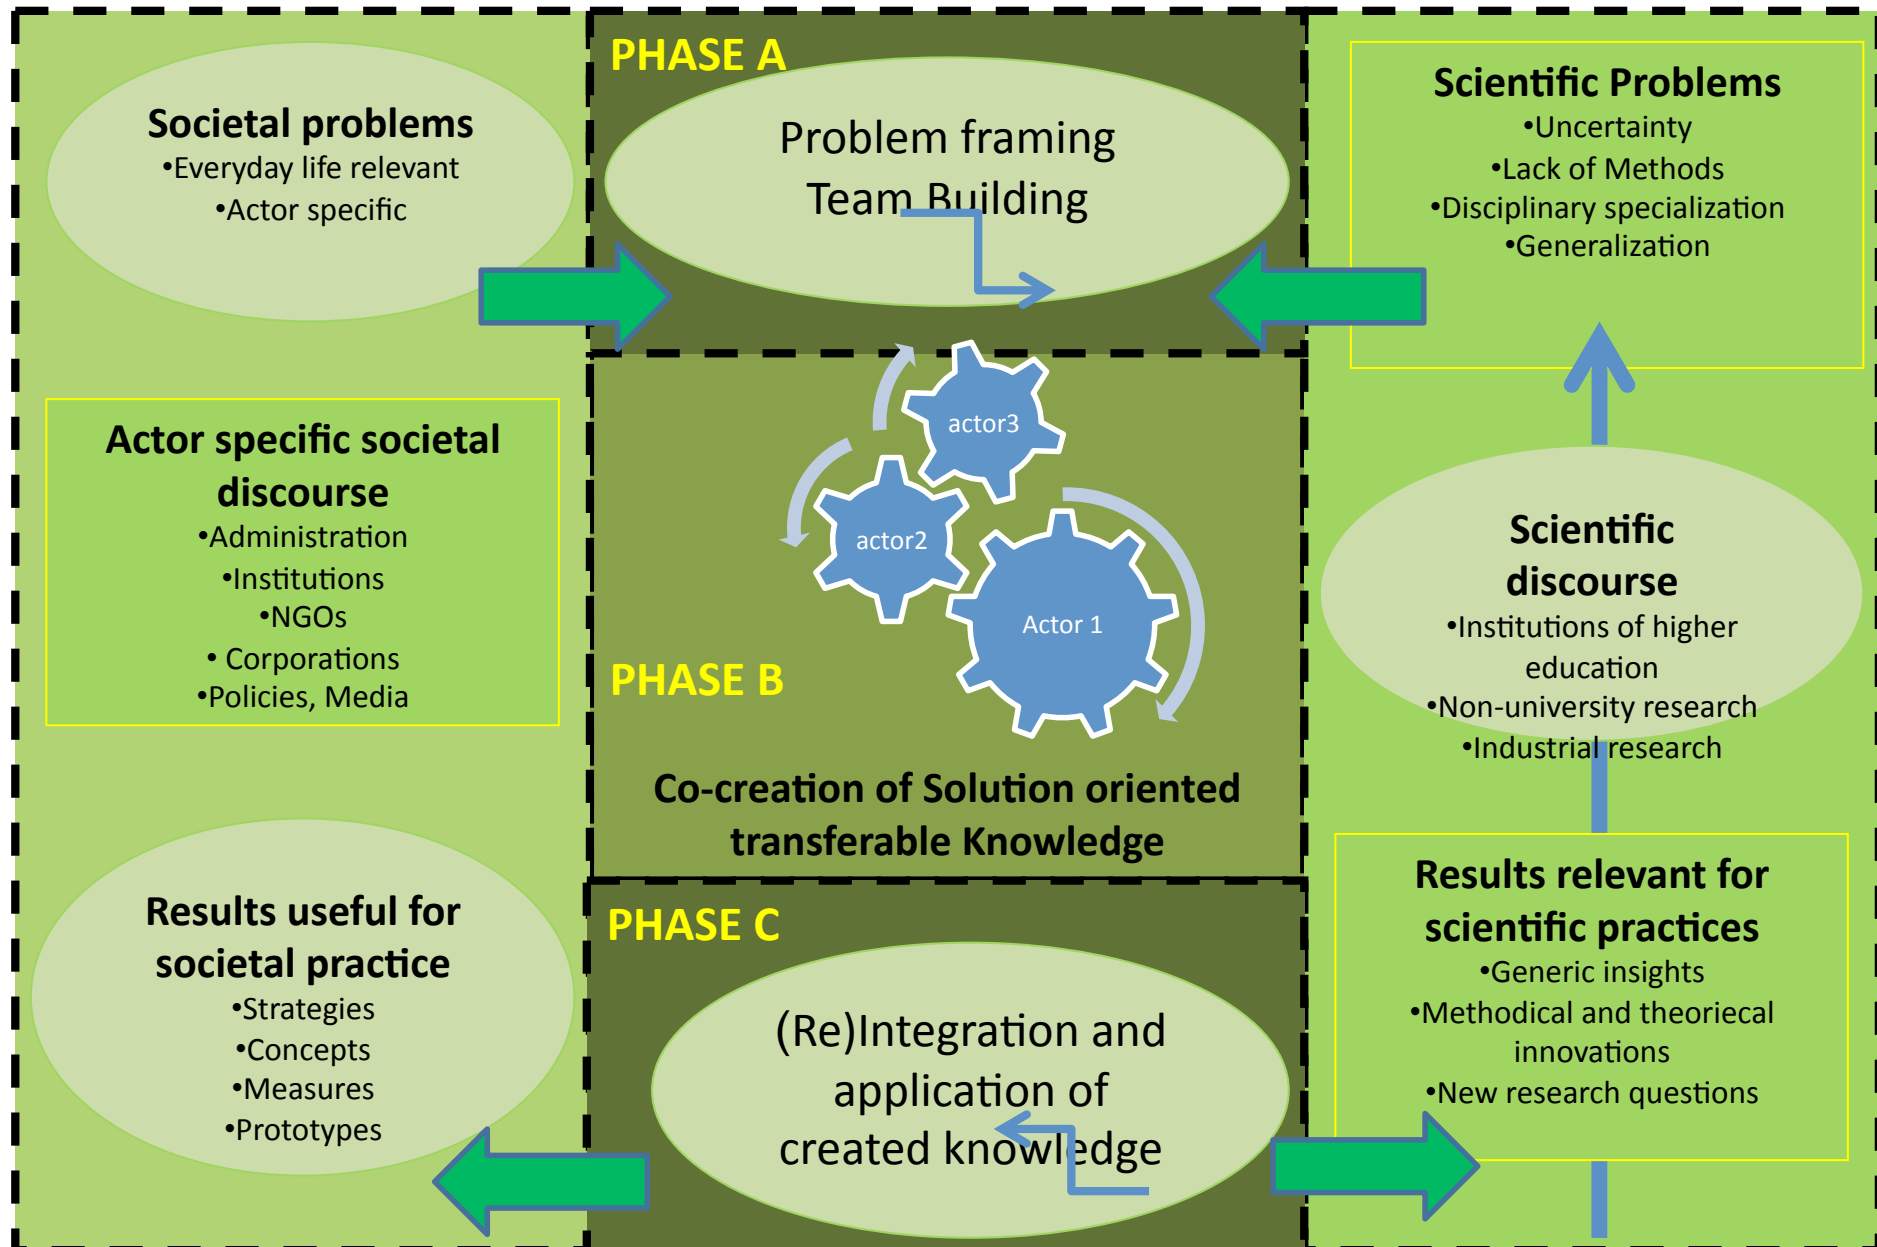 Societal problems
•Everyday life relevant
•Actor specific
Actor specific societal
discourse
•Administration
•Institutions
•NGOs
• Corporations
•Policies, Media
Results useful for
societal practice
•Strategies
•Concepts
•Measures
•Prototypes
PHASE A
Problem framing
Team Building
actor3
actor2
Actor 1
PHASE B
Co-creation of Solution oriented
transferable Knowledge
PHASE C
(Re)Integration and
application of
created knowledge
Scientific Problems
•Uncertainty
•Lack of Methods
•Disciplinary specialization
•Generalization
Scientific
discourse
•Institutions of higher
education
•Non-university research
•Industrial research
Results relevant for
scientific practices
•Generic insights
•Methodical and theoriecal
innovations
•New research questions